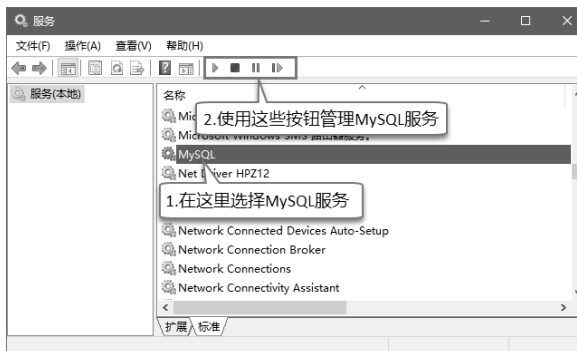 服务
文件(F) 操作(A) 查看(V) 帮助(H)
服务(本地)
名称
2.使用这些按钮管理MySQL服务
MySQL
Net Driver HPZ12
1.在这里选择MySQL服务
Network Connected Devices Auto-Setup
Network Connection Broker
Network Connections
Network Connectivity Assistant
扩展 标准